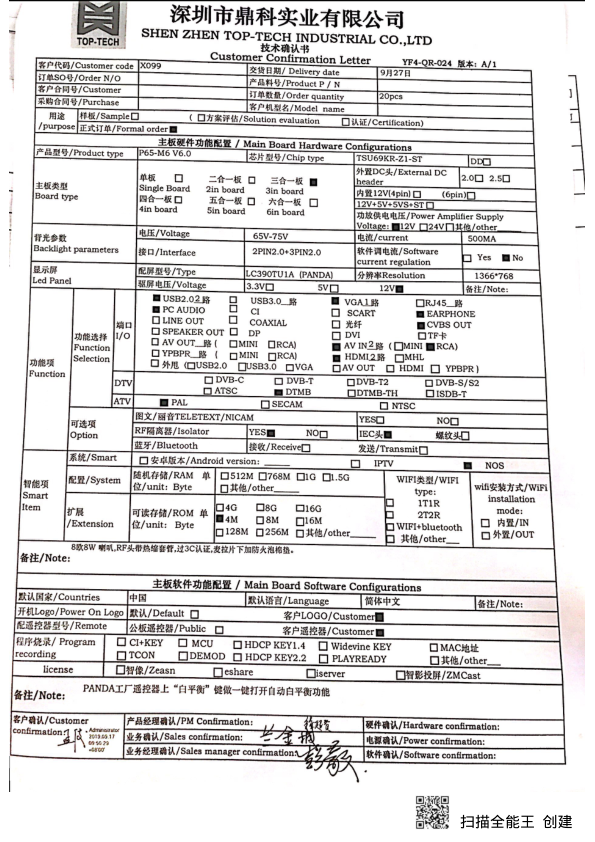 TOP-TECH
深圳市鼎科实业有限公司
SHEN ZHEN TOP-TECH INDUSTRIAL CO.,LTD
技术确认书
Customer Confirmation Letter YF4-QR-024 版本: A/1
客户代码/Customer code X099 交货日期/ Delivery date 9月27日
订单SO号/Order N/O 产品料号/ Product P / N
客户合同号/Customer 订单数量/ Order quantity 20pcs
采购合同号/Purchase 客户机型名/ Model name
用途/purpose 样板/Sample□ ( □方案评估/Solution evaluation □认证/Certification)
正式订单/Formal order■
主板硬件功能配置 / Main Board Hardware Configurations
产品型号/Product type P65-M6 V6.0 芯片型号/Chip type TSU69KR-Z1-ST DD□
主板类型 Board type
单板 □ 二合一板 □ 三合一板 ■
Single Board 2in board 3in board
四合一板□ 五合一板□ 六合一板 □
4in board 5in board 6in board
外置DC头/External DC header 2.0□ 2.5□
内置12V(4pin) □ (6pin)□
12V+5V+5VS+ST□
功放供电电压/Power Amplifier Supply Voltage: ■12V □24V□其他/other
背光参数 Backlight parameters
电压/Voltage 65V-75V 电流/current 500MA
接口/Interface 2PIN2.0+3PIN2.0 软件调电流/Software current regulation □ Yes ■ No
显示屏 Led Panel
配屏型号/Type LC390TU1A (PANDA) 分辨率Resolution 1366*768
驱屏电压/Voltage 3.3V□ 5V□ 12V■ 备注/Note:
功能项 Function
功能选择 Function Selection
端口 I/O
■ USB2.0 2 路 □ USB3.0__路 ■ VGA1路 □RJ45__路
■ PC AUDIO □ CI □ SCART ■ EARPHONE
□ LINE OUT □ COAXIAL □ 光纤 ■ CVBS OUT
□ SPEAKER OUT □ DP □ DVI □ TF卡
□ AV OUT__路 ( □MINI □RCA) ■ AV IN 2 路 ( □MINI ■RCA)
□ YPBPR__路 ( □MINI □RCA) ■ HDMI 2路 □MHL
□ 外甩 (□USB2.0 □USB3.0 □VGA □AV OUT □ HDMI □ YPBPR )
DTV □ DVB-C □ DVB-T □ DVB-T2 □ DVB-S/S2
□ ATSC ■ DTMB □ DTMB-TH □ ISDB-T
ATV ■ PAL □ SECAM □ NTSC
可选项 Option
图文/丽音TELETEXT/NICAM YES□ NO□
RF隔离器/Isolator YES■ NO□ IEC头■ 螺纹头□
蓝牙/Bluetooth 接收/Receive□ 发送/Transmit□
智能项 Smart Item
系统/Smart □ 安卓版本/Android version: □ IPTV ■ NOS
配置/System 随机存储/RAM 单位/unit: Byte □512M □768M □1G □1.5G □其他/other
扩展 /Extension 可读存储/ROM 单位/unit: Byte
□4G □8G □16G
■4M □8M □16M
□128M □256M □其他/other
WIFI类型/WIFI type:
□ 1T1R
□ 2T2R
□ WIFI+bluetooth
□ 其他/other
wifi安装方式/WiFi installation mode:
□ 内置/IN
□ 外置/OUT
备注/Note: 8欧8W 喇叭,RF头带热缩套管,过3C认证,麦拉片下加防火泡棉垫.
主板软件功能配置 / Main Board Software Configurations
默认国家/Countries 中国 默认语言/Language 简体中文 备注/Note:
开机Logo/Power On Logo 默认/Default □ 客户LOGO/Customer■
配遥控器型号/Remote 公板遥控器/Public □ 客户遥控器/Customer■
程序烧录/ Program recording
□ CI+KEY □ MCU □ HDCP KEY1.4 □ Widevine KEY □ MAC地址
□ TCON □ DEMOD □ HDCP KEY2.2 □ PLAYREADY □其他/other
license □智像/Zeasn □eshare □iserver □智影投屏/ZMCast
备注/Note: PANDA工厂遥控器上“白平衡”键做一键打开自动白平衡功能
客户确认/Customer confirmation
Administrator
2019.09.17
+08'00'
产品经理确认/PM Confirmation: 硬件确认/Hardware confirmation:
业务确认/Sales confirmation: 电源确认/Power confirmation:
业务经理确认/Sales manager confirmation: 软件确认/Software confirmation:
扫描全能王 创建